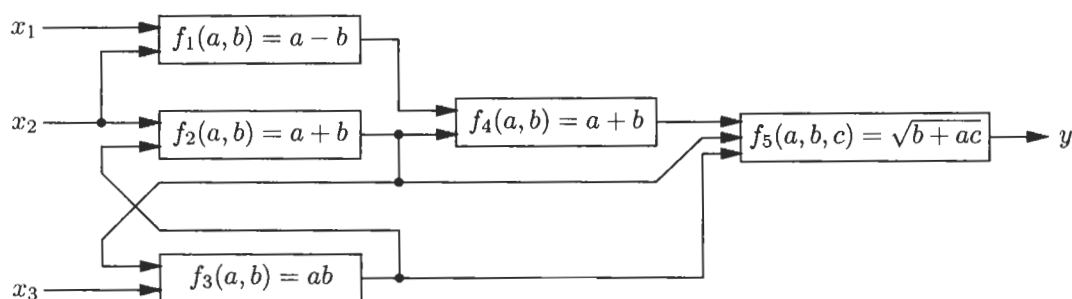 x₁
f₁(a, b) = a − b
x₂
f₂(a, b) = a + b
f₄(a, b) = a + b
f₅(a, b, c) = √(b + ac)
y
f₃(a, b) = ab
x₃